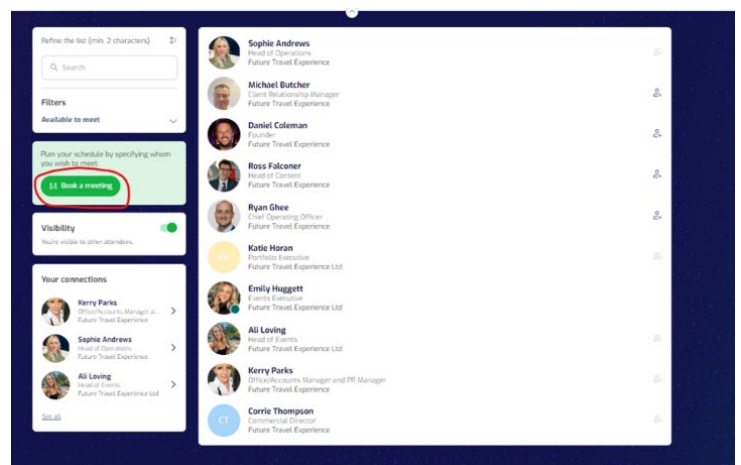 Refine the list (min. 2 characters)
Search
Filters
Available to meet
Plan your schedule by specifying whom
you wish to meet.
Book a meeting
Visibility
You're visible to other attendees.
Your connections
Kerry Parks
Office/Accounts Manager a...
Future Travel Experience
Sophie Andrews
Head of Operations
Future Travel Experience
Ali Loving
Head of Events
Future Travel Experience Ltd
See all
Sophie Andrews
Head of Operations
Future Travel Experience
Michael Butcher
Client Relationship Manager
Future Travel Experience
Daniel Coleman
Founder
Future Travel Experience
Ross Falconer
Head of Content
Future Travel Experience
Ryan Ghee
Chief Operating Officer
Future Travel Experience
KH
Katie Horan
Portfolio Executive
Future Travel Experience Ltd
Emily Huggett
Events Executive
Future Travel Experience Ltd
Ali Loving
Head of Events
Future Travel Experience Ltd
Kerry Parks
Office/Accounts Manager and PR Manager
Future Travel Experience
CT
Corrie Thompson
Commercial Director
Future Travel Experience